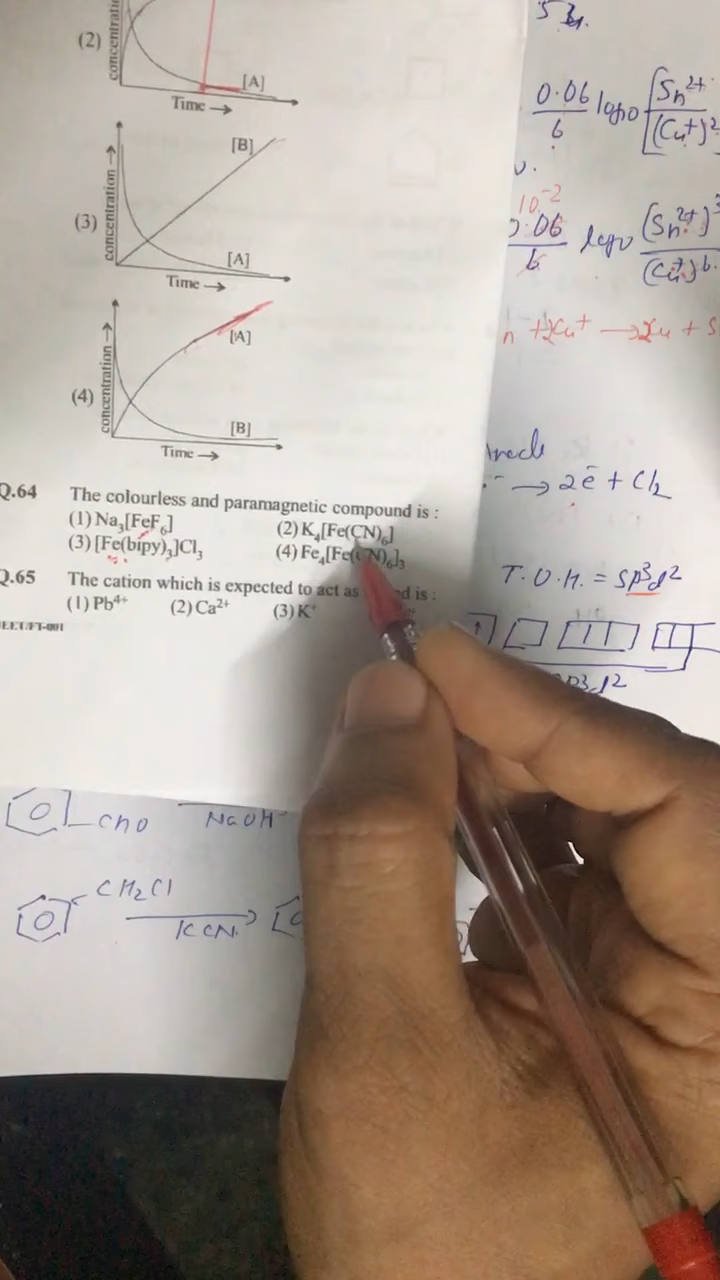 (2)
[A]
Time →
(3)
concentration →
[B]
[A]
Time →
(4)
concentration →
[A]
[B]
Time →
Q.64 The colourless and paramagnetic compound is :
(1) Na₃[FeF₆] (2) K₄[Fe(CN)₆]
(3) [Fe(bipy)₃]Cl₃ (4) Fe₄[Fe(CN)₆]₃
Q.65 The cation which is expected to act as is :
(1) Pb⁴⁺ (2) Ca²⁺ (3) K⁺
0.06
6
Sn²⁺
(Cu⁺)²
10⁻²
0.06
6
(Sn²⁺)
(Cu⁺)⁶
→ 2e⁻ + Cl₂
T.O.H. = sp³d²
CHO NaOH
CH₂Cl
KCN